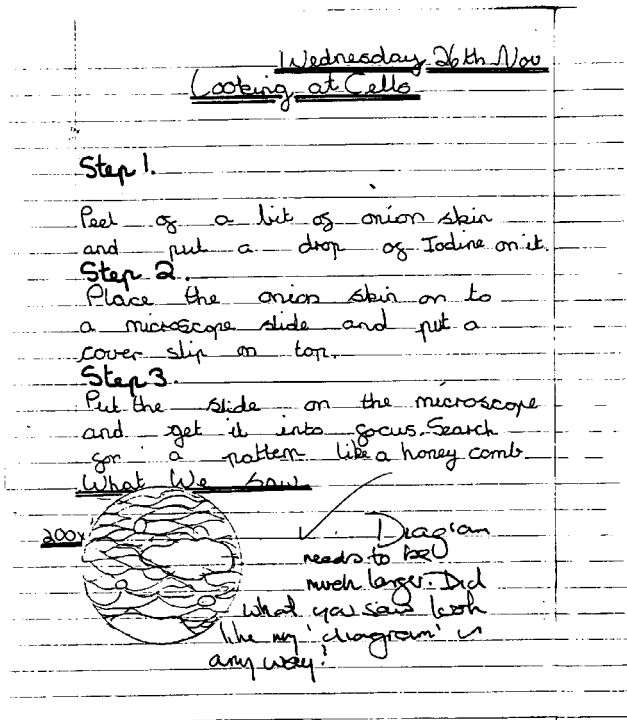 Wednesday 26th Nov
Looking at Cells
Step 1.
Peel of a bit of onion skin
and put a drop of Iodine on it.
Step 2.
Place the onion skin on to
a microscope slide and put a
cover slip on top.
Step 3.
Put the slide on the microscope
and get it into focus. Search
for a pattern like a honey comb
What We Saw
200x
Diagram
needs to be
much larger. Did
what you saw look
like my 'diagram' in
any way?